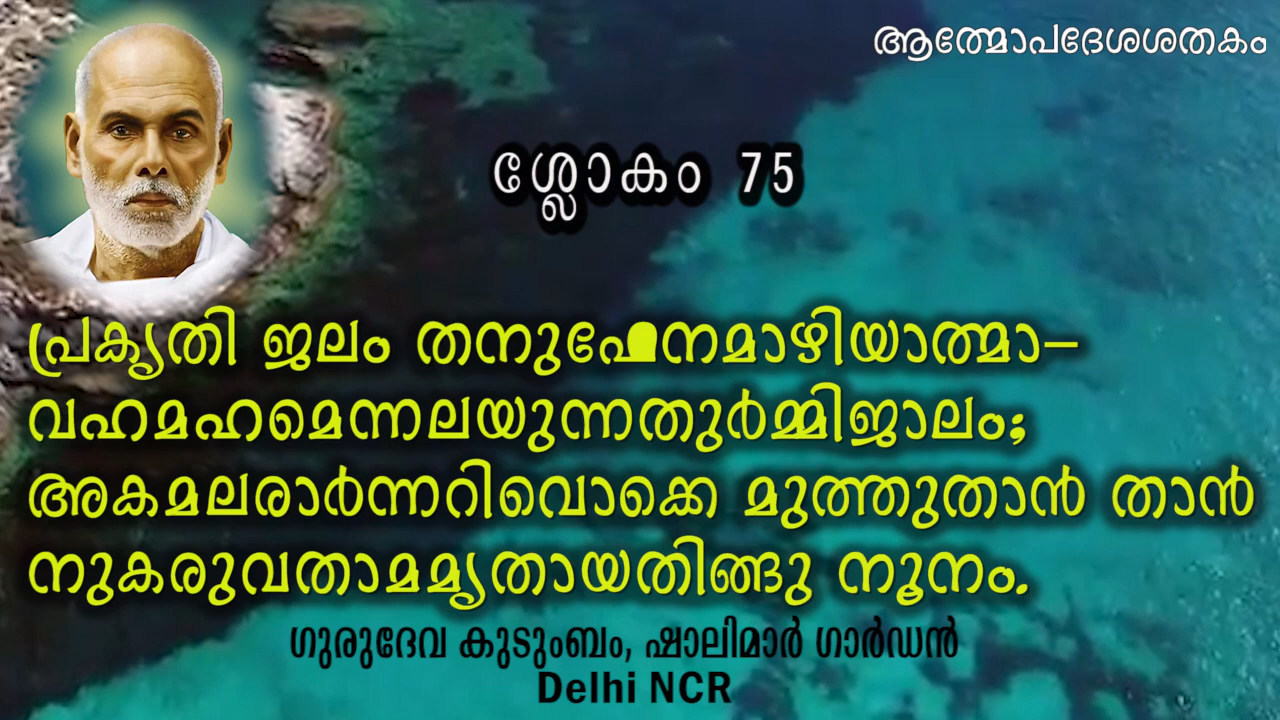 ആത്മോപദേശശതകം
ശ്ലോകം 75
പ്രകൃതി ജലം തനുഫേനമാഴിയാത്മാ–
വഹമഹമെന്നലയുന്നതുർമ്മിജാലം;
അകമലരാർന്നറിവൊക്കെ മുത്തുതാൻ താൻ
നുകരുവതാമമൃതായതിങ്ങു നൂനം.
ഗുരുദേവ കുടുംബം, ഷാലിമാർ ഗാർഡൻ
Delhi NCR